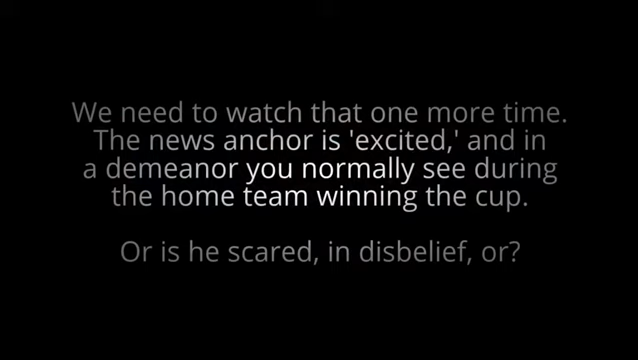 We need to watch that one more time.
The news anchor is 'excited,' and in
a demeanor you normally see during
the home team winning the cup.
Or is he scared, in disbelief, or?